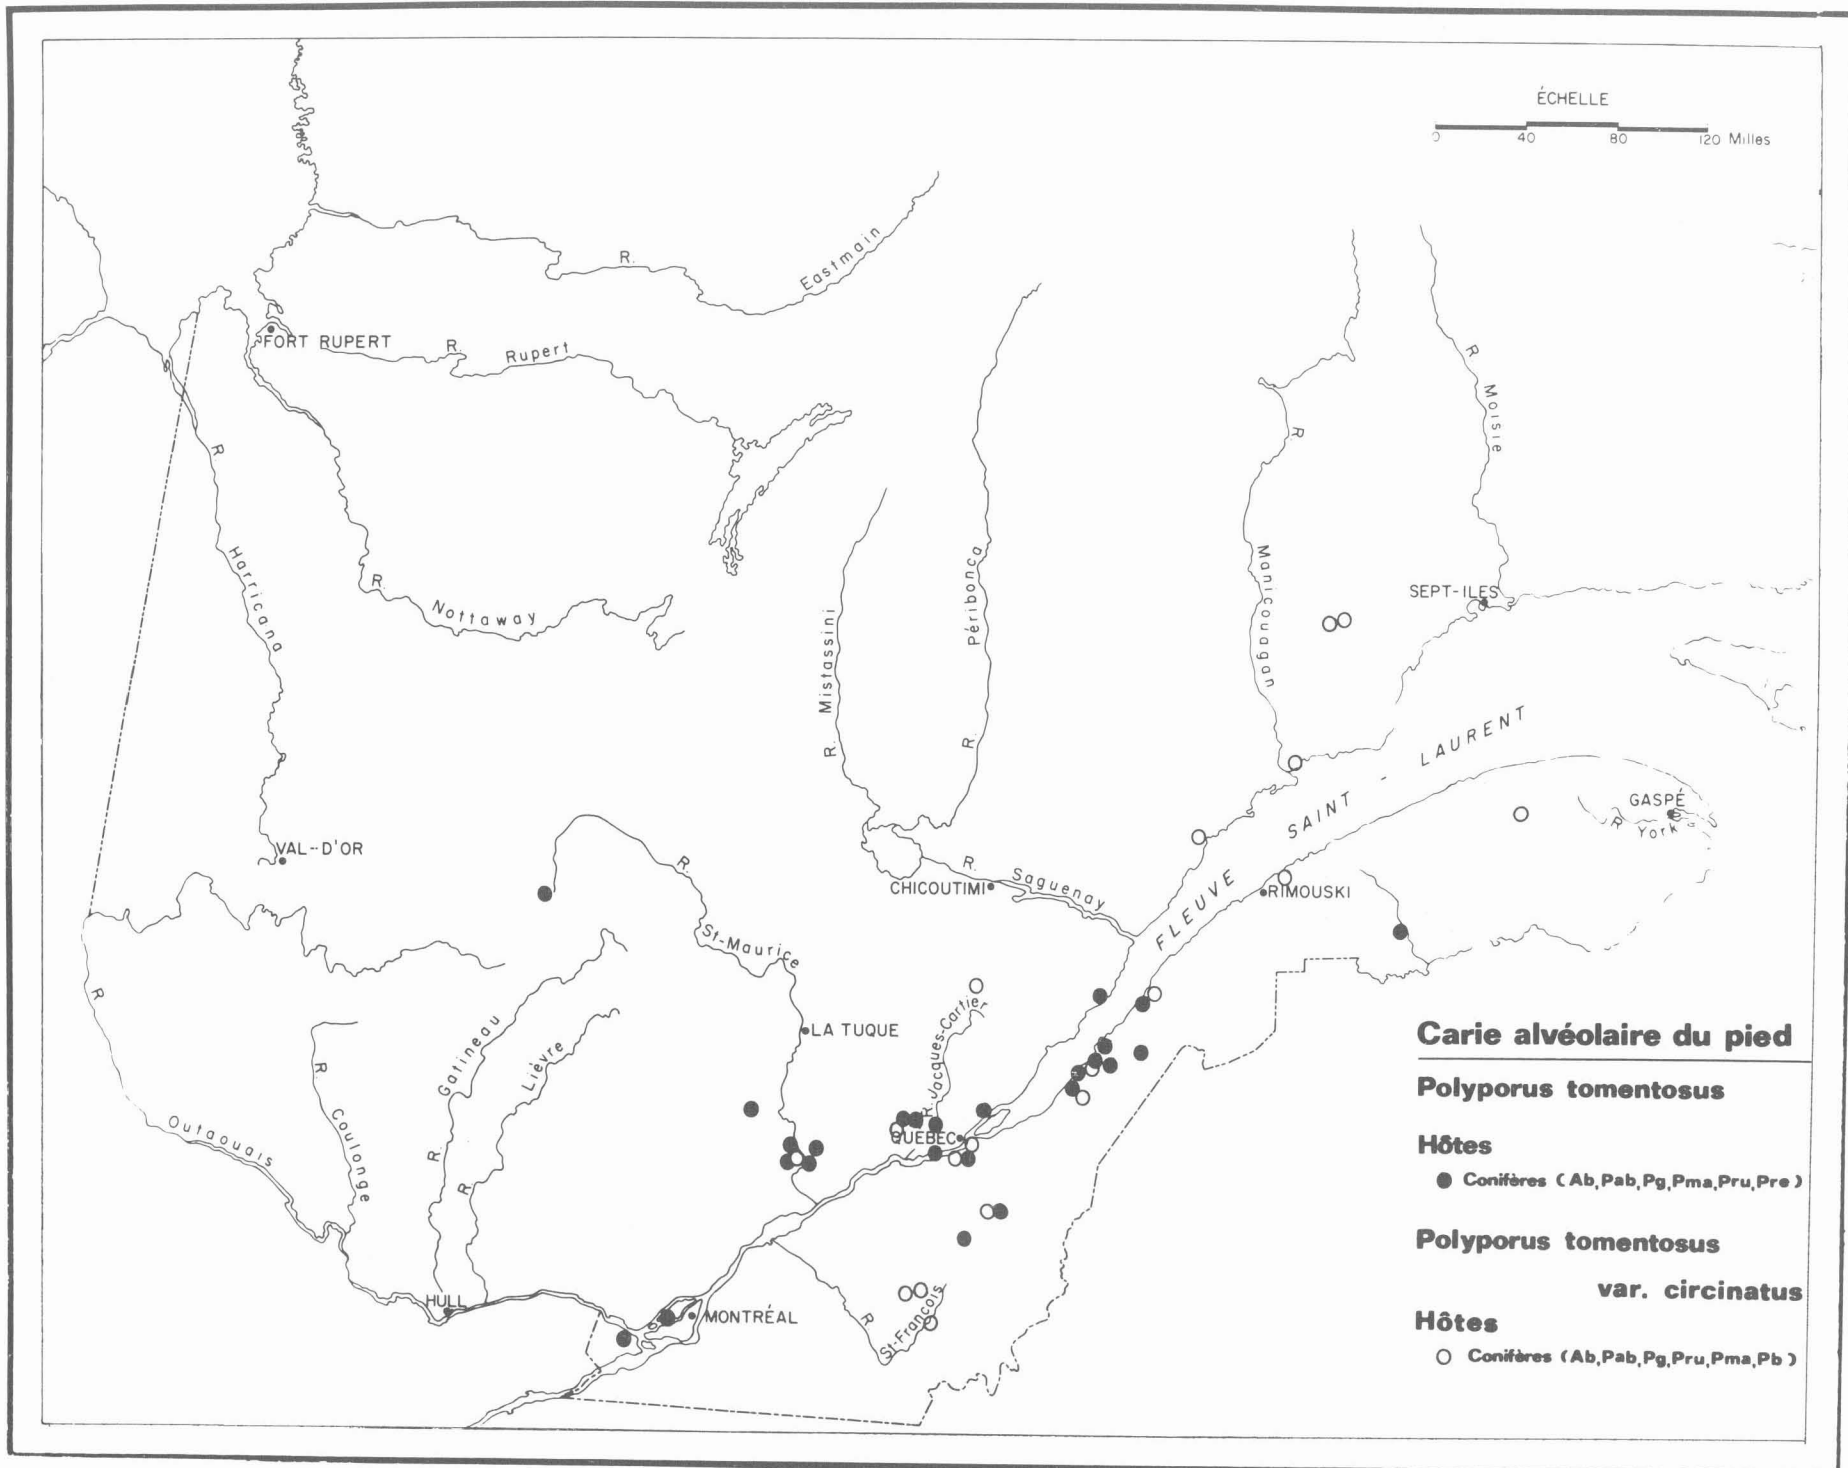 ÉCHELLE
0 40 80 120 Milles
R. Eastmain
FORT RUPERT
R. Rupert
R. Moisie
R. Harricana
R. Manicouagan
R. Nottaway
R. Mistassini
R. Péribonca
SEPT-ILES
FLEUVE SAINT - LAURENT
GASPÉ
R. York
VAL-D'OR
CHICOUTIMI
R. Saguenay
RIMOUSKI
R. St-Maurice
LA TUQUE
R. Jacques-Cartier
R. Outaouais
R. Coulonge
R. Gatineau
R. Lièvre
QUÉBEC
HULL
MONTRÉAL
R. St-François
Carie alvéolaire du pied
Polyporus tomentosus
Hôtes
Conifères (Ab,Pab,Pg,Pma,Pru,Pre)
Polyporus tomentosus
var. circinatus
Hôtes
Conifères (Ab,Pab,Pg,Pru,Pma,Pb)